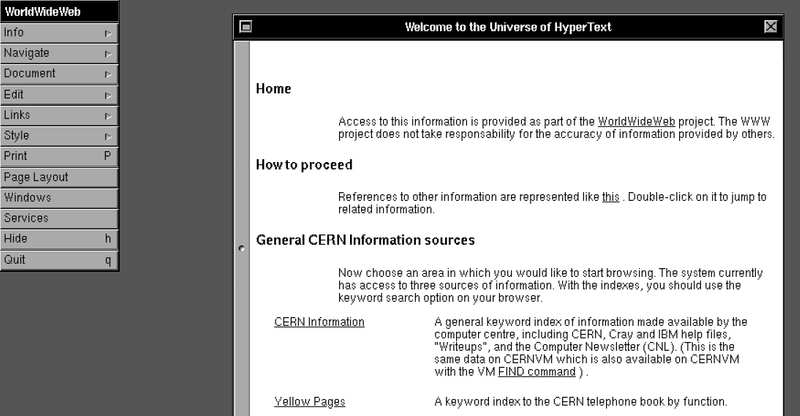 WorldWideWeb
Info
Navigate
Document
Edit
Links
Style
Print P
Page Layout
Windows
Services
Hide h
Quit q
Welcome to the Universe of HyperText
Home
Access to this information is provided as part of the WorldWideWeb project. The WWW
project does not take responsability for the accuracy of information provided by others.
How to proceed
References to other information are represented like this . Double-click on it to jump to
related information.
General CERN Information sources
Now choose an area in which you would like to start browsing. The system currently
has access to three sources of information. With the indexes, you should use the
keyword search option on your browser.
CERN Information
A general keyword index of information made available by the
computer centre, including CERN, Cray and IBM help files,
"Writeups", and the Computer Newsletter (CNL). (This is the
same data on CERNVM which is also available on CERNVM
with the VM FIND command ) .
Yellow Pages
A keyword index to the CERN telephone book by function.